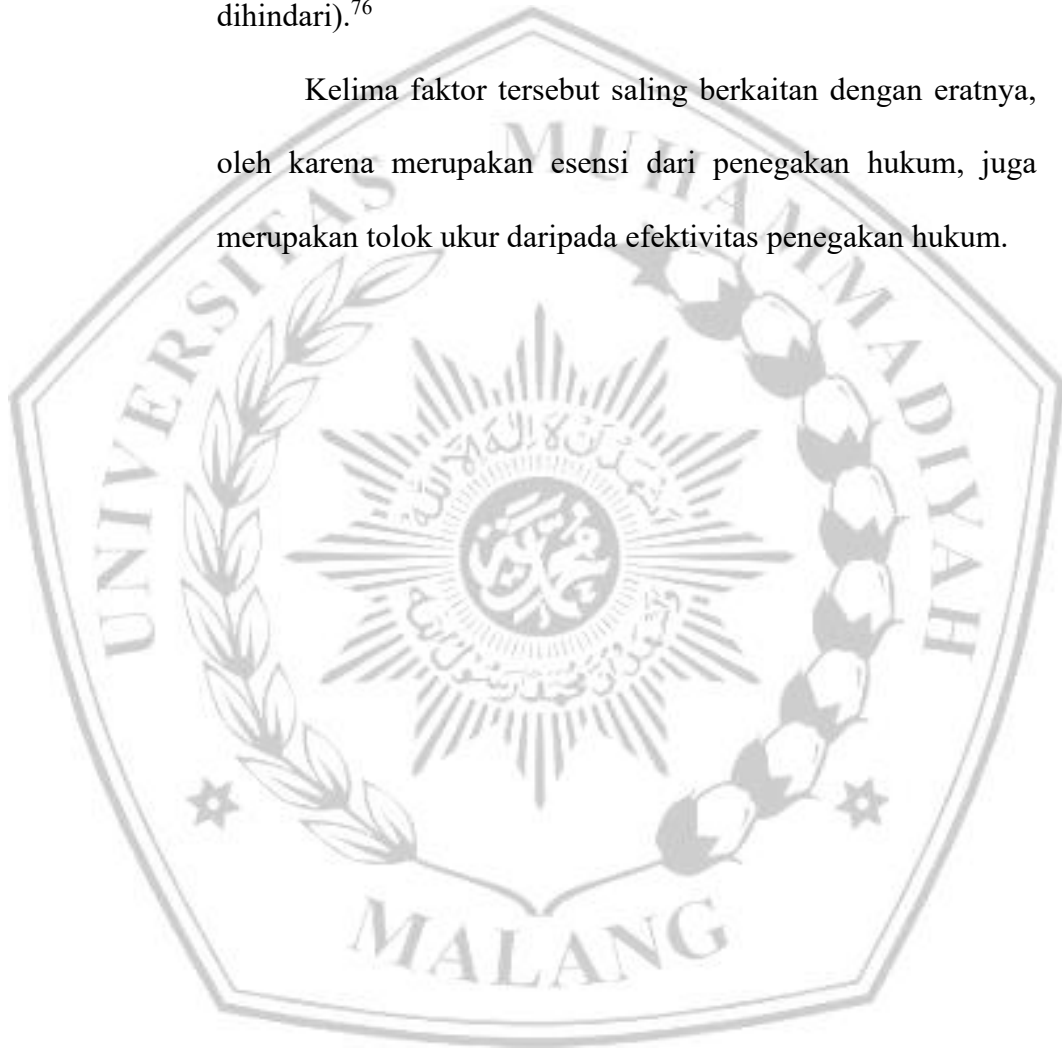 dihindari).76
Kelima faktor tersebut saling berkaitan dengan eratnya,
oleh karena merupakan esensi dari penegakan hukum, juga
merupakan tolok ukur daripada efektivitas penegakan hukum.
UNIVERSITAS MUHAMMADIYAH
MALANG